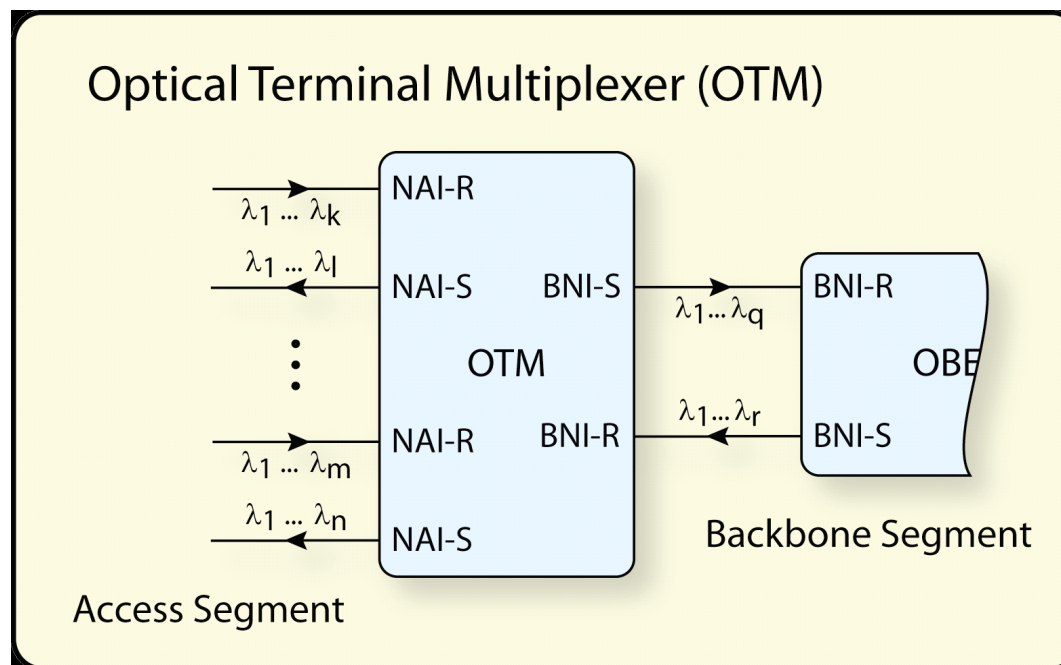 Optical Terminal Multiplexer (OTM)
NAI-R
λ1 ... λk
λ1 ... λl
NAI-S
BNI-S
λ1... λq
BNI-R
OTM
OBE
λ1... λr
NAI-R
BNI-R
BNI-S
λ1 ... λm
λ1 ... λn
NAI-S
Backbone Segment
Access Segment